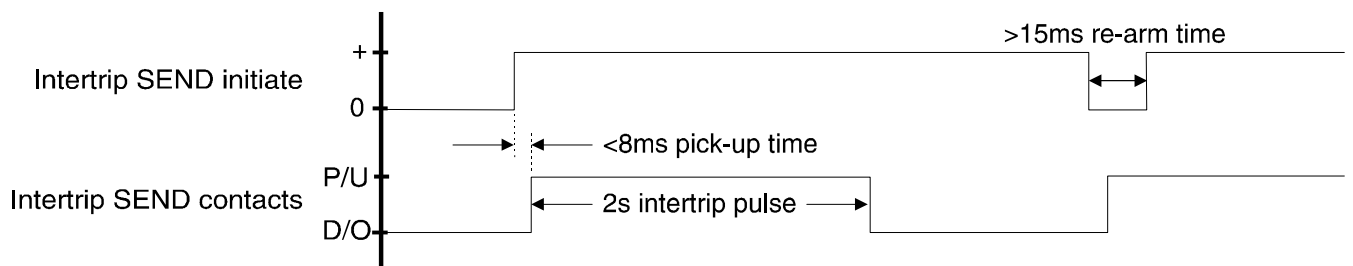 >15ms re-arm time
+
Intertrip SEND initiate
0
<8ms pick-up time
P/U
Intertrip SEND contacts
2s intertrip pulse
D/O